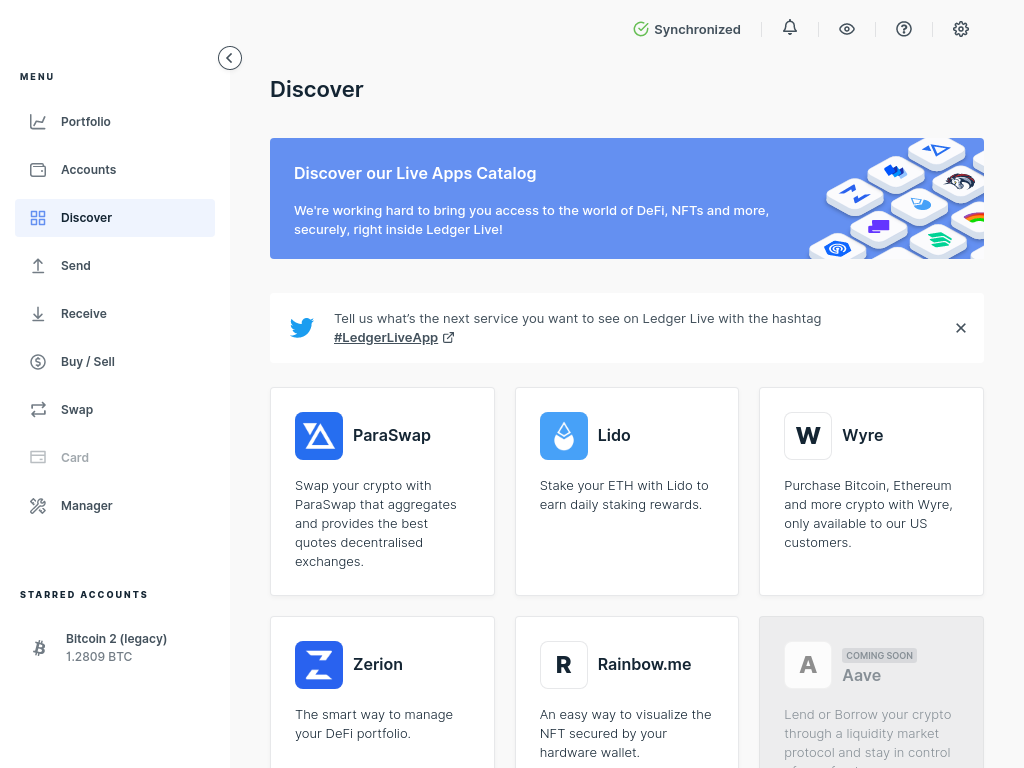 Synchronized
MENU
Portfolio
Accounts
Discover
Send
Receive
Buy / Sell
Swap
Card
Manager
STARRED ACCOUNTS
Bitcoin 2 (legacy)
1.2809 BTC
Discover
Discover our Live Apps Catalog
We're working hard to bring you access to the world of DeFi, NFTs and more,
securely, right inside Ledger Live!
Tell us what’s the next service you want to see on Ledger Live with the hashtag
#LedgerLiveApp
ParaSwap
Swap your crypto with
ParaSwap that aggregates
and provides the best
quotes decentralised
exchanges.
Lido
Stake your ETH with Lido to
earn daily staking rewards.
W
Wyre
Purchase Bitcoin, Ethereum
and more crypto with Wyre,
only available to our US
customers.
Zerion
The smart way to manage
your DeFi portfolio.
R
Rainbow.me
An easy way to visualize the
NFT secured by your
hardware wallet.
A
COMING SOON
Aave
Lend or Borrow your crypto
through a liquidity market
protocol and stay in control